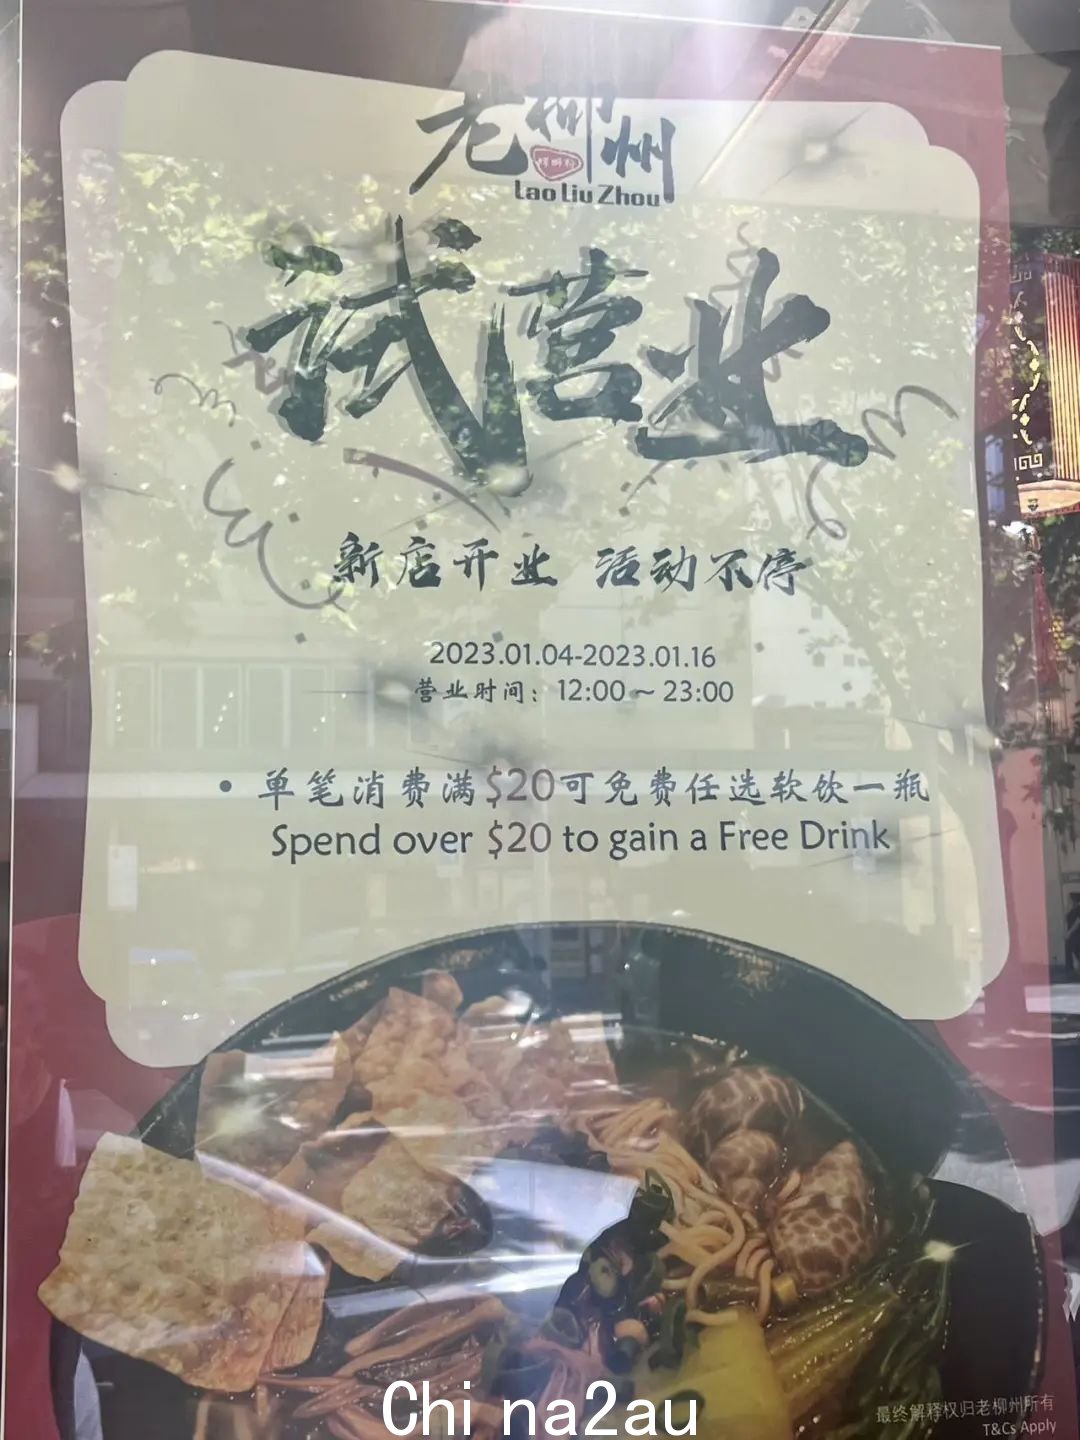 老柳州
Lao Liu Zhou
试营业
新店开业 活动不停
2023.01.04-2023.01.16
营业时间：12:00～23:00
• 单笔消费满$20可免费任选软饮一瓶
Spend over $20 to gain a Free Drink
最终解释权归老柳州所有
T&Cs Apply
China2au